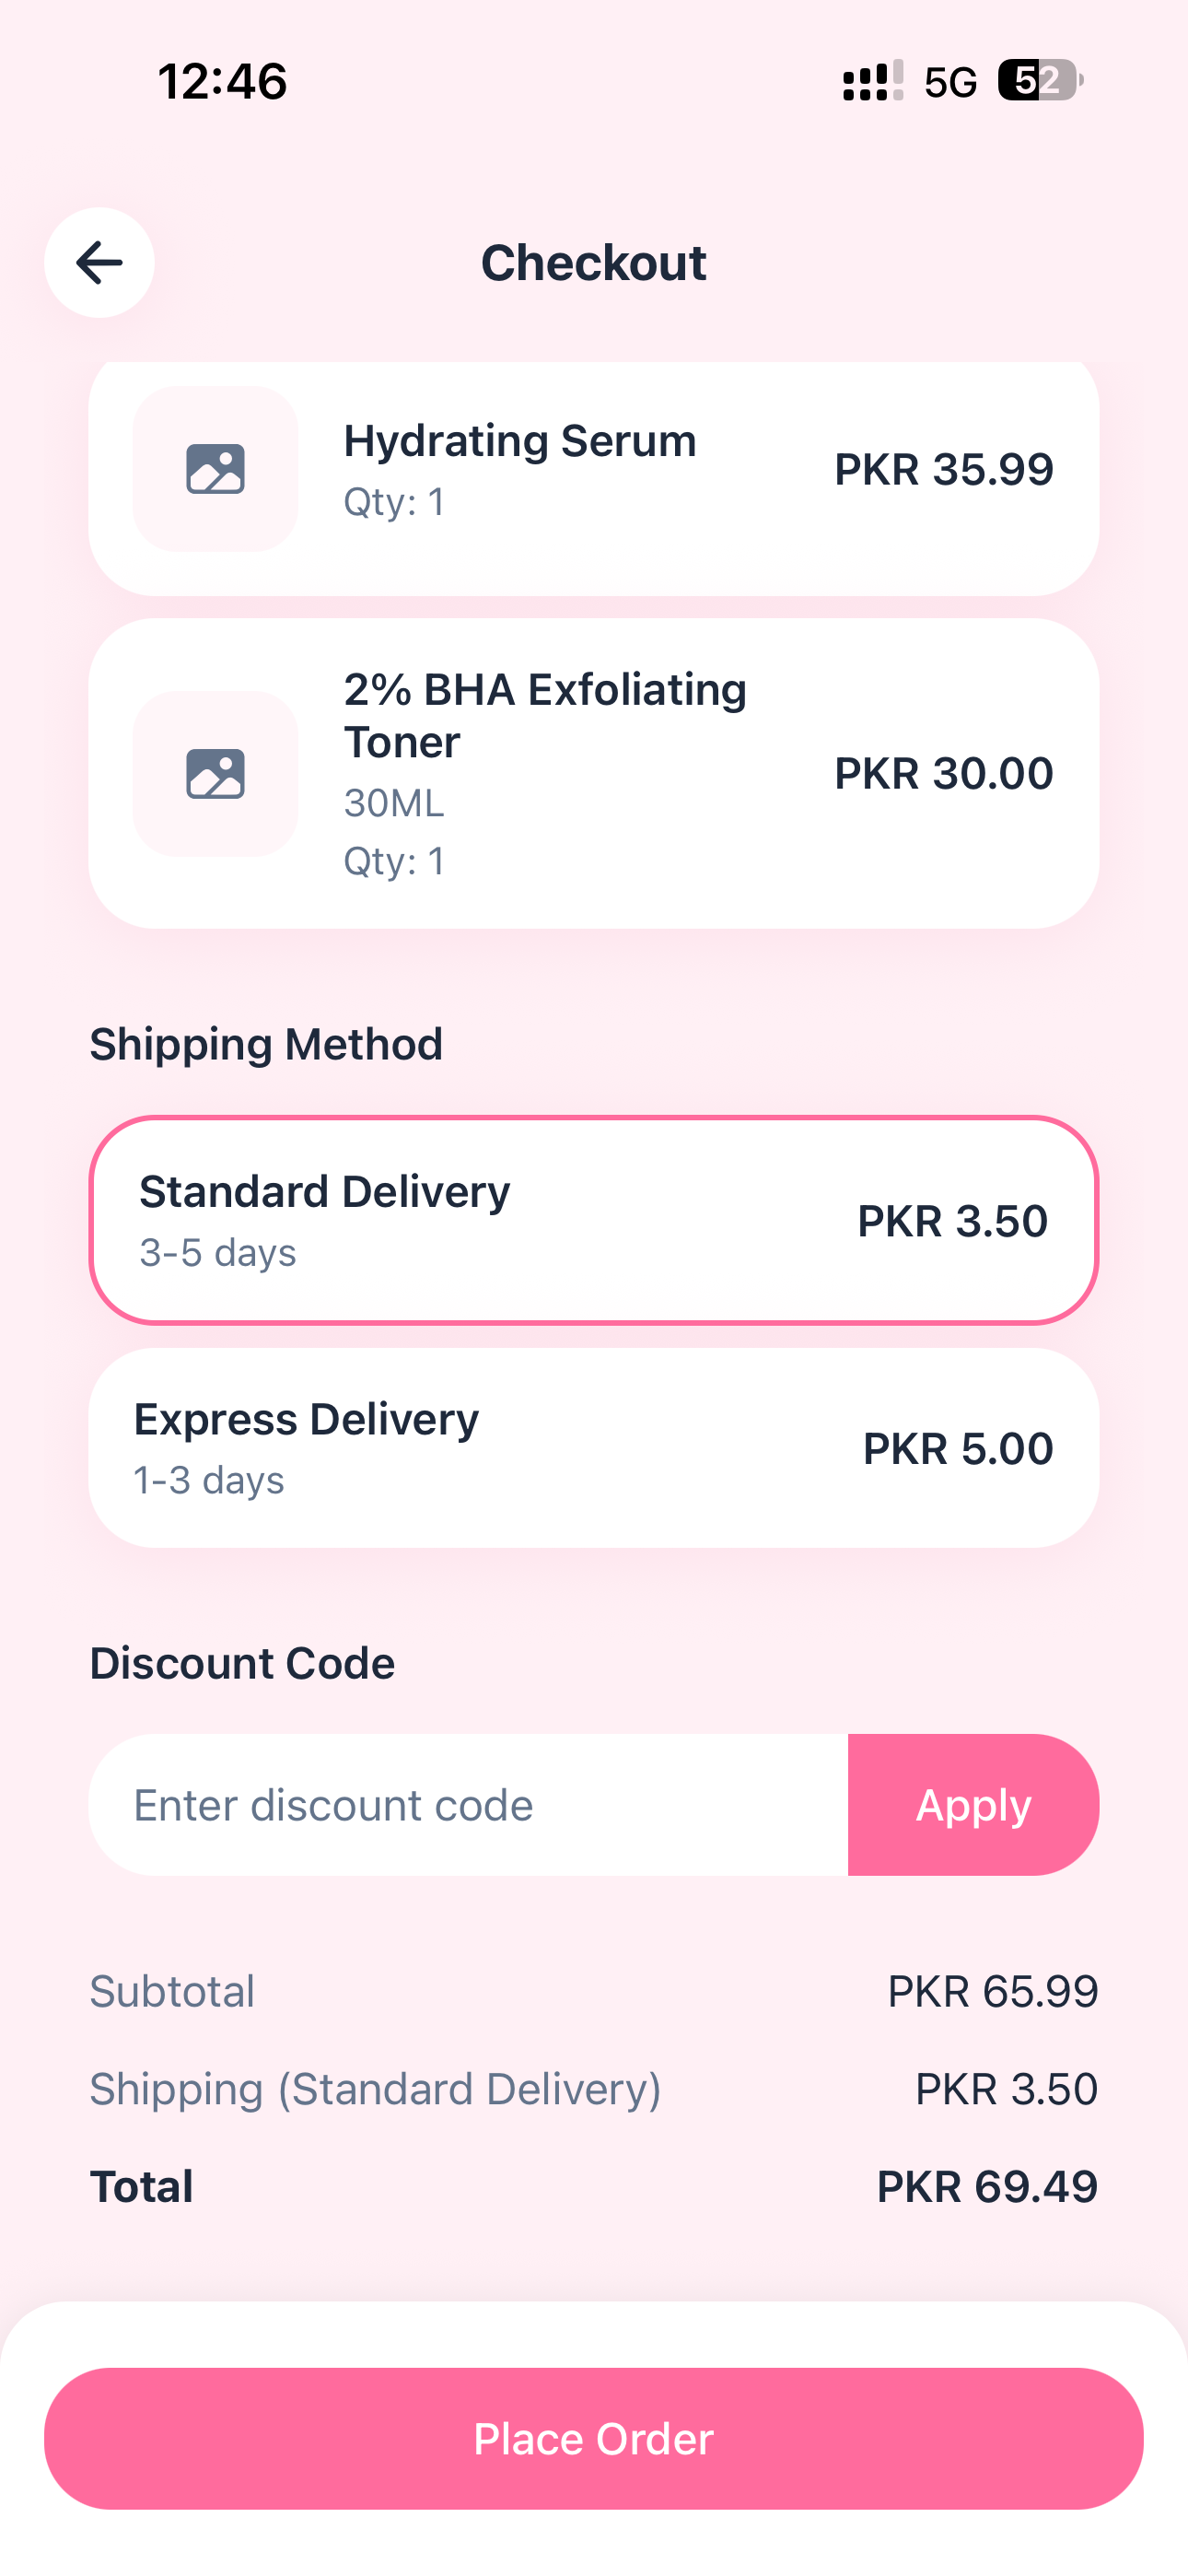 12:46
5G 52
Checkout
Hydrating Serum
Qty: 1
PKR 35.99
2% BHA Exfoliating
Toner
30ML
Qty: 1
PKR 30.00
Shipping Method
Standard Delivery
3-5 days
PKR 3.50
Express Delivery
1-3 days
PKR 5.00
Discount Code
Enter discount code
Apply
Subtotal PKR 65.99
Shipping (Standard Delivery) PKR 3.50
Total PKR 69.49
Place Order